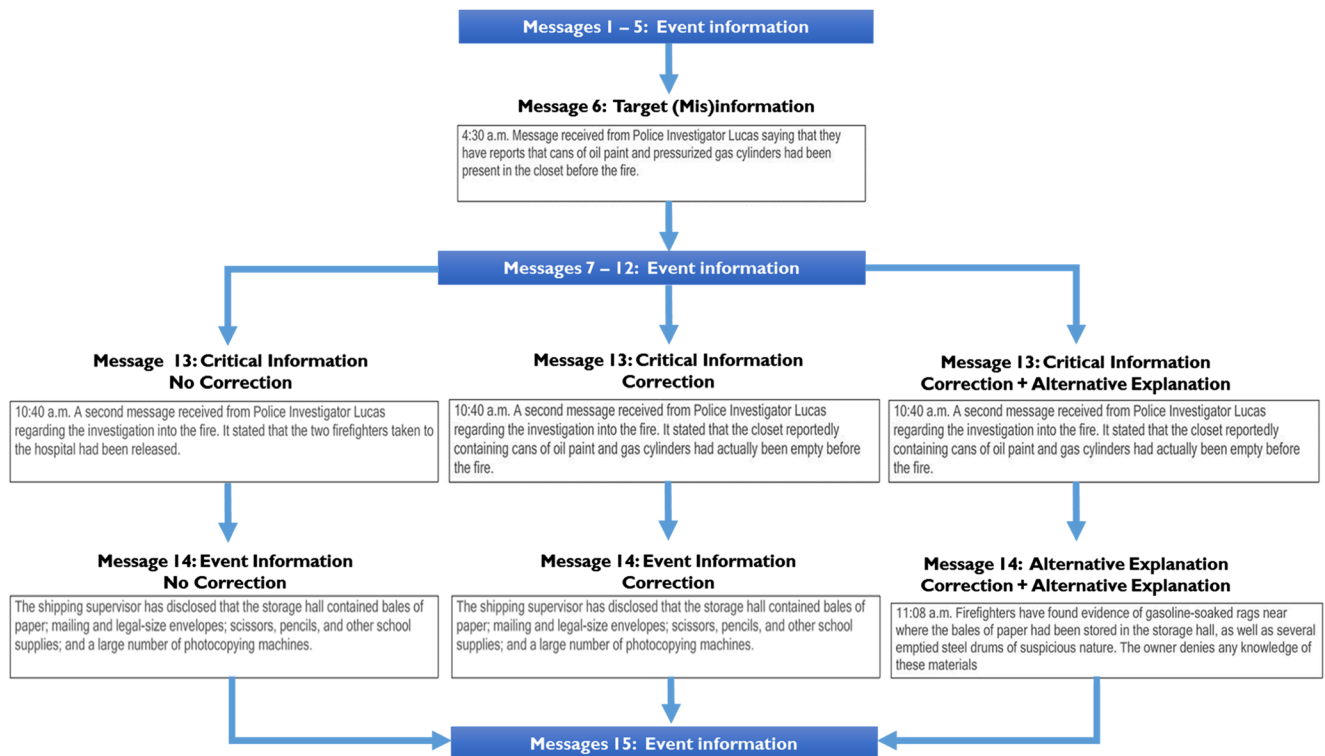 Messages 1 – 5: Event information
Message 6: Target (Mis)information
4:30 a.m. Message received from Police Investigator Lucas saying that they
have reports that cans of oil paint and pressurized gas cylinders had been
present in the closet before the fire.
Messages 7 – 12: Event information
Message 13: Critical Information
No Correction
10:40 a.m. A second message received from Police Investigator Lucas
regarding the investigation into the fire. It stated that the two firefighters taken to
the hospital had been released.
Message 14: Event Information
No Correction
The shipping supervisor has disclosed that the storage hall contained bales of
paper; mailing and legal-size envelopes; scissors, pencils, and other school
supplies; and a large number of photocopying machines.
Message 13: Critical Information
Correction
10:40 a.m. A second message received from Police Investigator Lucas
regarding the investigation into the fire. It stated that the closet reportedly
containing cans of oil paint and gas cylinders had actually been empty before
the fire.
Message 14: Event Information
Correction
The shipping supervisor has disclosed that the storage hall contained bales of
paper; mailing and legal-size envelopes; scissors, pencils, and other school
supplies; and a large number of photocopying machines.
Message 13: Critical Information
Correction + Alternative Explanation
10:40 a.m. A second message received from Police Investigator Lucas
regarding the investigation into the fire. It stated that the closet reportedly
containing cans of oil paint and gas cylinders had actually been empty before
the fire.
Message 14: Alternative Explanation
Correction + Alternative Explanation
11:08 a.m. Firefighters have found evidence of gasoline-soaked rags near
where the bales of paper had been stored in the storage hall, as well as several
emptied steel drums of suspicious nature. The owner denies any knowledge of
these materials
Messages 15: Event information